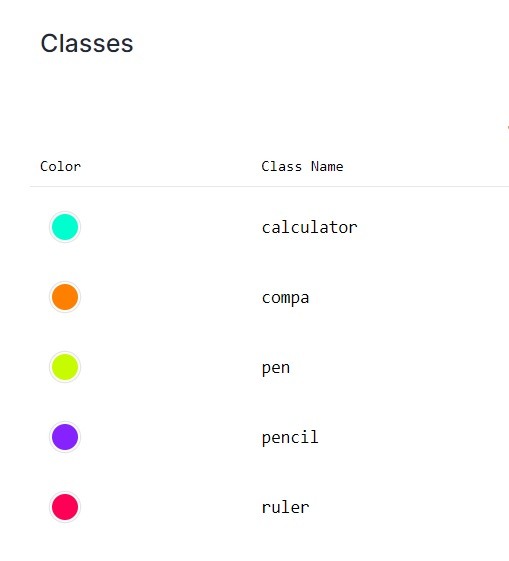 Classes
Color Class Name
calculator
compa
pen
pencil
ruler